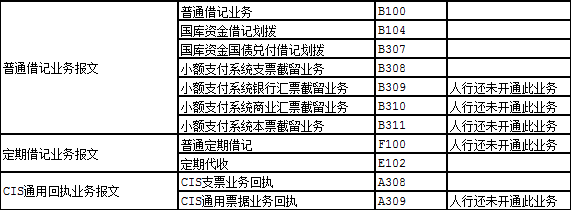 普通借记业务报文
普通借记业务 B100
国库资金借记划拨 B104
国库资金国债兑付借记划拨 B307
小额支付系统支票截留业务 B308
小额支付系统银行汇票截留业务 B309 人行还未开通此业务
小额支付系统商业汇票截留业务 B310 人行还未开通此业务
小额支付系统本票截留业务 B311 人行还未开通此业务
定期借记业务报文
普通定期借记 F100 人行还未开通此业务
定期代收 E102
CIS通用回执业务报文
CIS支票业务回执 A308
CIS通用票据业务回执 A309 人行还未开通此业务